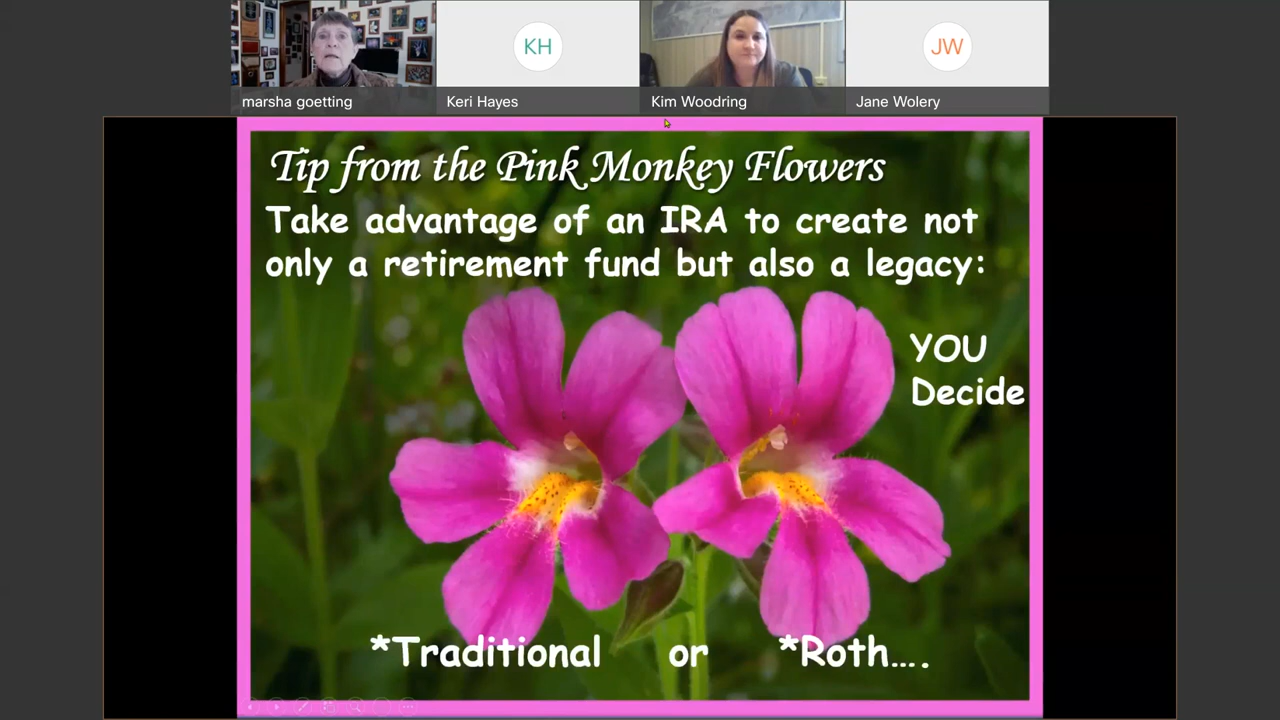 KH
JW
marsha goetting
Keri Hayes
Kim Woodring
Jane Wolery
Tip from the Pink Monkey Flowers
Take advantage of an IRA to create not
only a retirement fund but also a legacy:
YOU
Decide
*Traditional or *Roth....